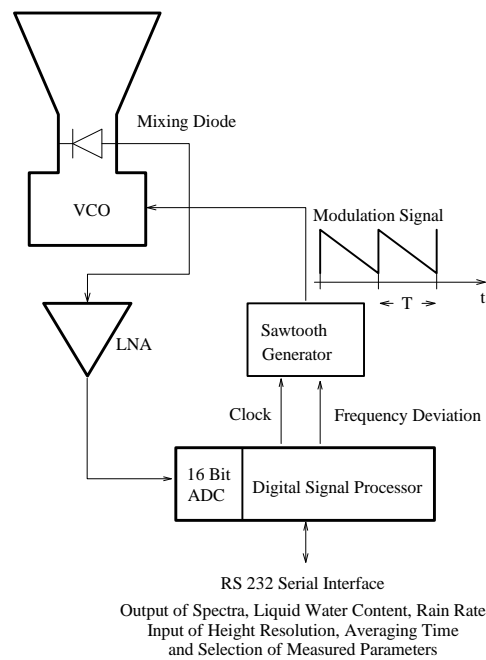 Mixing Diode
VCO
Modulation Signal
T
t
LNA
Sawtooth
Generator
Clock
Frequency Deviation
16 Bit
ADC
Digital Signal Processor
RS 232 Serial Interface
Output of Spectra, Liquid Water Content, Rain Rate
Input of Height Resolution, Averaging Time
and Selection of Measured Parameters